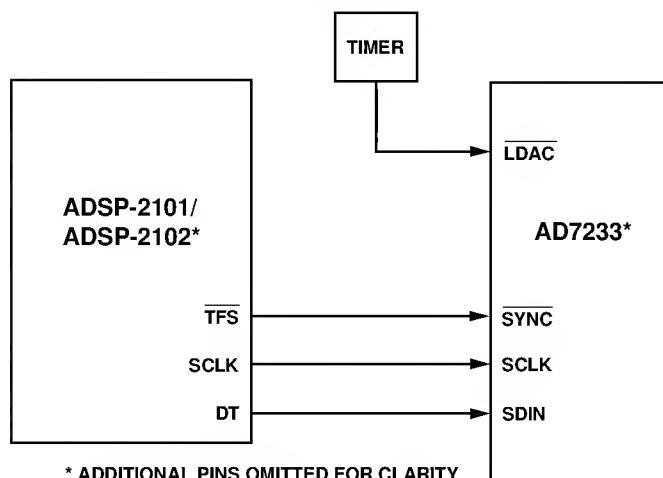 TIMER
LDAC
ADSP-2101/
ADSP-2102*
AD7233*
TFS
SYNC
SCLK
SCLK
DT
SDIN
* ADDITIONAL PINS OMITTED FOR CLARITY